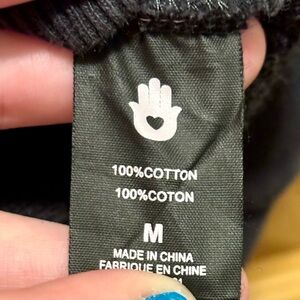 100%COTTON
100%COTON
M
MADE IN CHINA
FABRIQUE EN CHINE